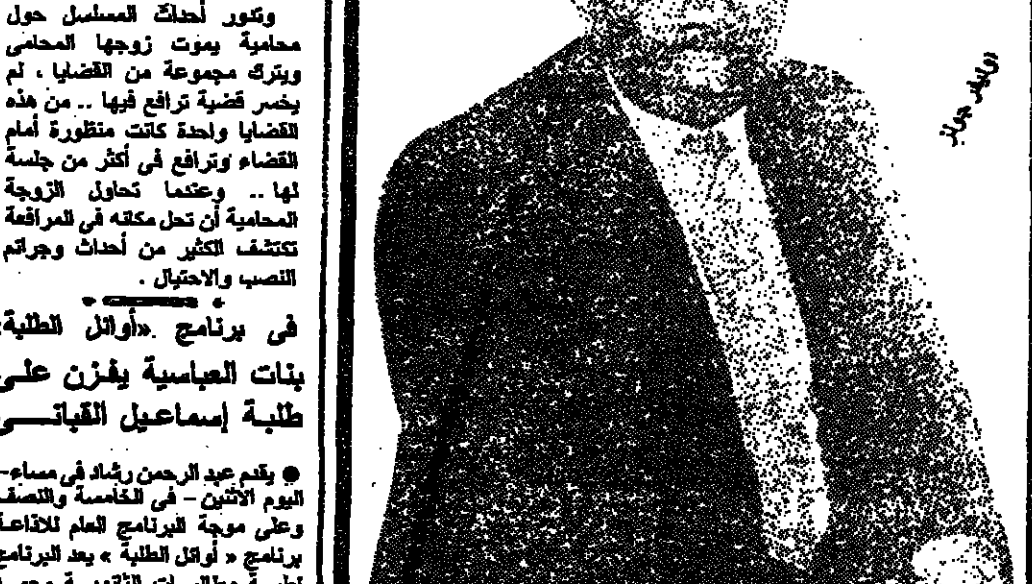 وتدور أحداث المسلسل حول
محامية يموت زوجها المحامى
ويترك مجموعة من القضايا ، لم
يخسر قضية ترافع فيها .. من هذه
القضايا واحدة كانت منظورة أمام
القضاء وترافع فى أكثر من جلسة
لها .. وعندما تحاول الزوجة
المحامية أن تحل مكانه فى المرافعة
تكتشف الكثير من أحداث وجرائم
النصب والاحتيال .
فى برنامج «أوائل الطلبة»
بنات العباسية يفزن على
طلبة إسماعيل القبانـــى
● يقدم عبد الرحمن رشاد فى مساء-
اليوم الاثنين - فى الخامسة والنصف
وعلى موجة البرنامج العام للاذاعة
برنامج « أوائل الطلبة » يعد البرنامج